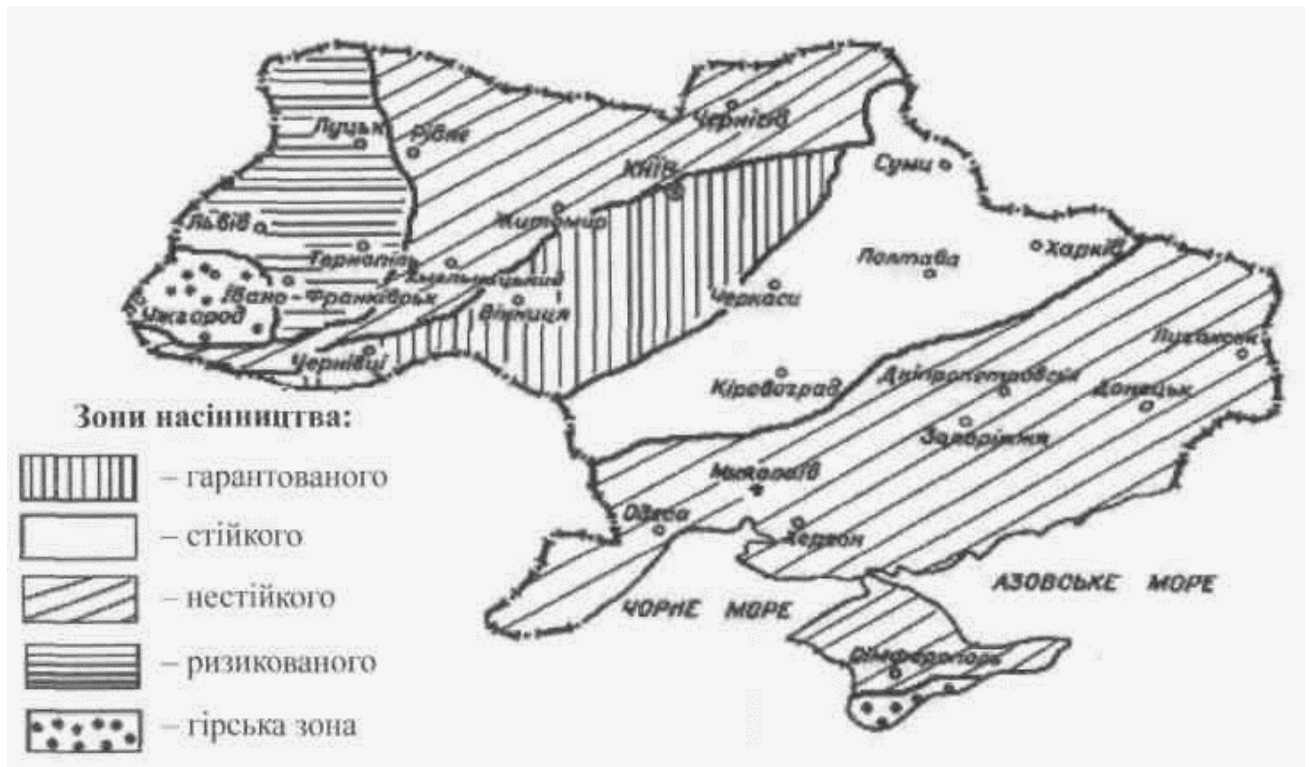 Чернігів
Луцьк
Рівне
Суми
КИЇВ
Львів
Житомир
Харків
Полтава
Тернопіль
Хмельницький
Івано-Франківськ
Вінниця
Черкаси
Ужгород
Чернівці
Луганськ
Кіровоград
Дніпропетровськ
Донецьк
Запоріжжя
Зони насінництва:
– гарантованого
– стійкого
– нестійкого
– ризикованого
– гірська зона
Миколаїв
Одеса
Херсон
АЗОВСЬКЕ МОРЕ
ЧОРНЕ МОРЕ
Сімферополь